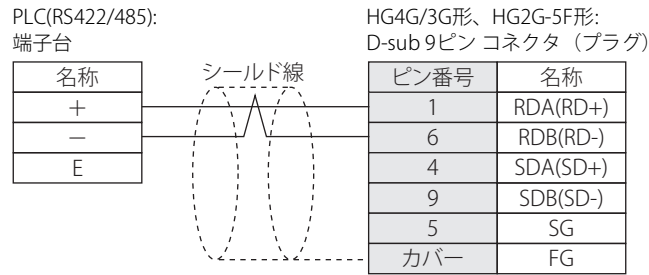 PLC(RS422/485):
端子台
HG4G/3G形、HG2G-5F形:
D-sub 9ピン コネクタ（プラグ）
名称
＋
－
E
シールド線
ピン番号 名称
1 RDA(RD+)
6 RDB(RD-)
4 SDA(SD+)
9 SDB(SD-)
5 SG
カバー FG